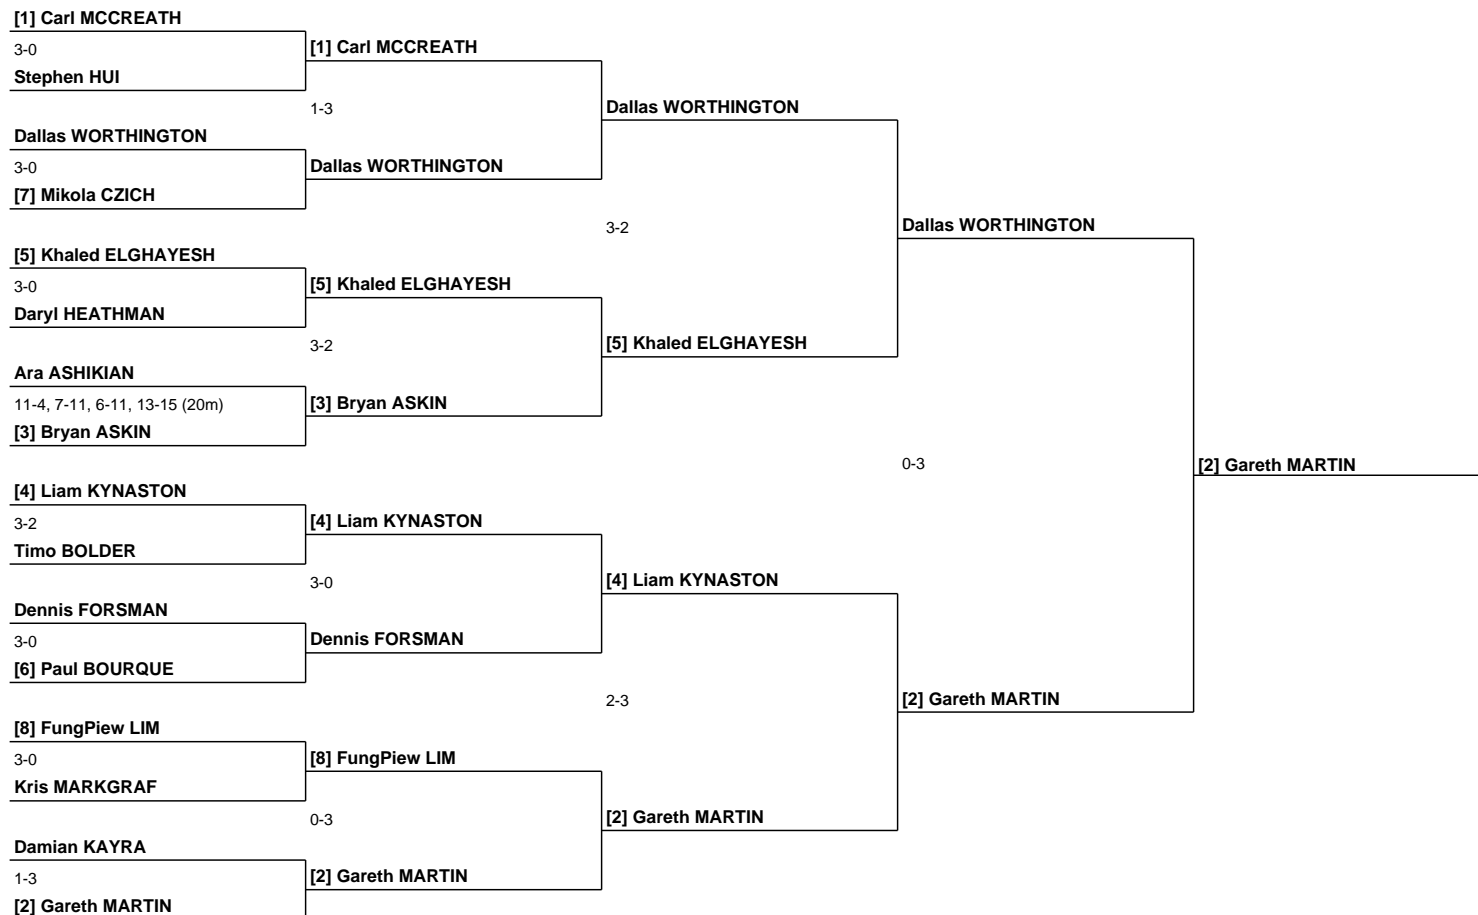 [1] Carl MCCREATH
3-0
Stephen HUI
Dallas WORTHINGTON
3-0
[7] Mikola CZICH
[5] Khaled ELGHAYESH
3-0
Daryl HEATHMAN
Ara ASHIKIAN
11-4, 7-11, 6-11, 13-15 (20m)
[3] Bryan ASKIN
[4] Liam KYNASTON
3-2
Timo BOLDER
Dennis FORSMAN
3-0
[6] Paul BOURQUE
[8] FungPiew LIM
3-0
Kris MARKGRAF
Damian KAYRA
1-3
[2] Gareth MARTIN
[1] Carl MCCREATH
1-3
Dallas WORTHINGTON
[5] Khaled ELGHAYESH
3-2
[3] Bryan ASKIN
[4] Liam KYNASTON
3-0
Dennis FORSMAN
[8] FungPiew LIM
0-3
[2] Gareth MARTIN
Dallas WORTHINGTON
3-2
[5] Khaled ELGHAYESH
[4] Liam KYNASTON
2-3
[2] Gareth MARTIN
Dallas WORTHINGTON
0-3
[2] Gareth MARTIN
[2] Gareth MARTIN